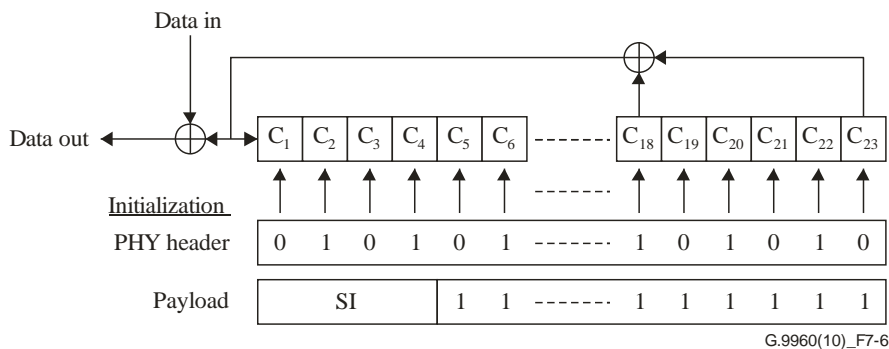 Data in
Data out
C1 C2 C3 C4 C5 C6 C18 C19 C20 C21 C22 C23
Initialization
PHY header 0 1 0 1 0 1 1 0 1 0 1 0
Payload SI 1 1 1 1 1 1 1 1
G.9960(10)_F7-6